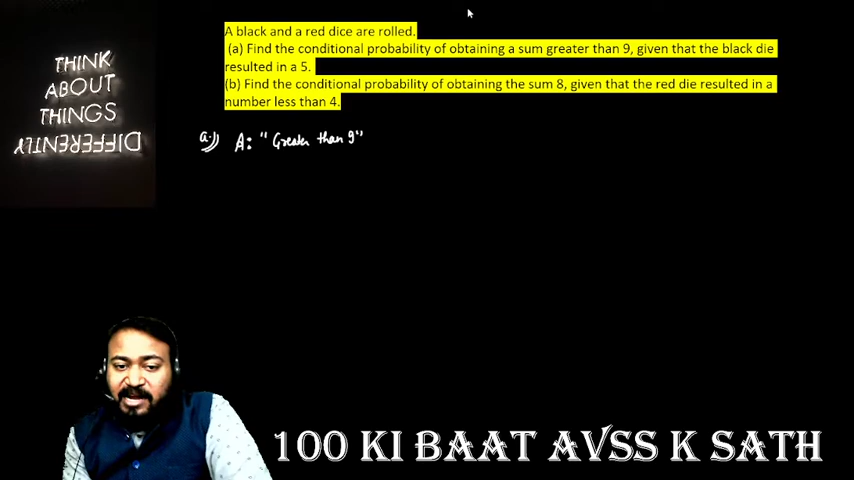 THINK
ABOUT
THINGS
DIFFERENTLY
A black and a red dice are rolled.
(a) Find the conditional probability of obtaining a sum greater than 9, given that the black die
resulted in a 5.
(b) Find the conditional probability of obtaining the sum 8, given that the red die resulted in a
number less than 4.
a.) A: "Greater than 9"
100 KI BAAT AVSS K SATH